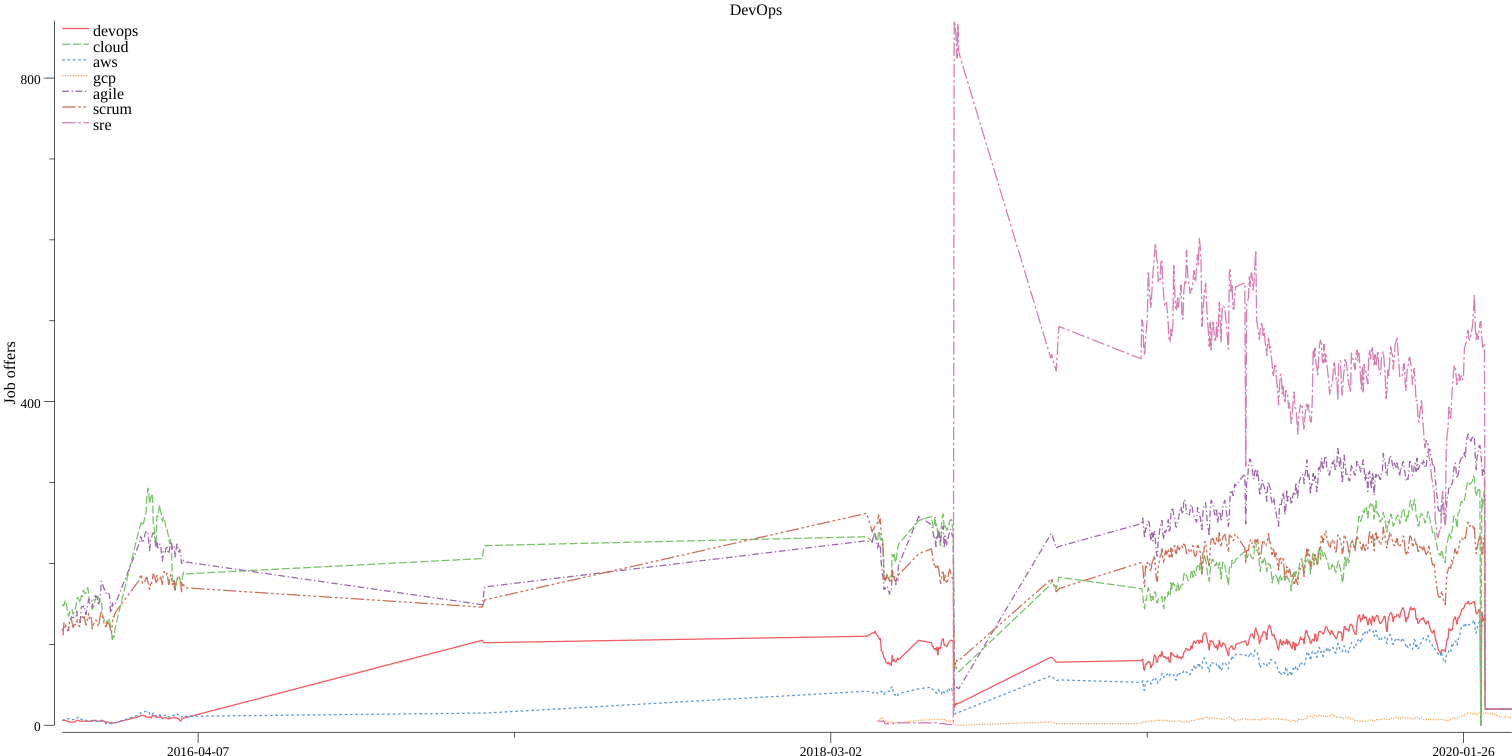 DevOps
devops
cloud
aws
gcp
agile
scrum
sre
800
400
0
Job offers
2016-04-07
2018-03-02
2020-01-26